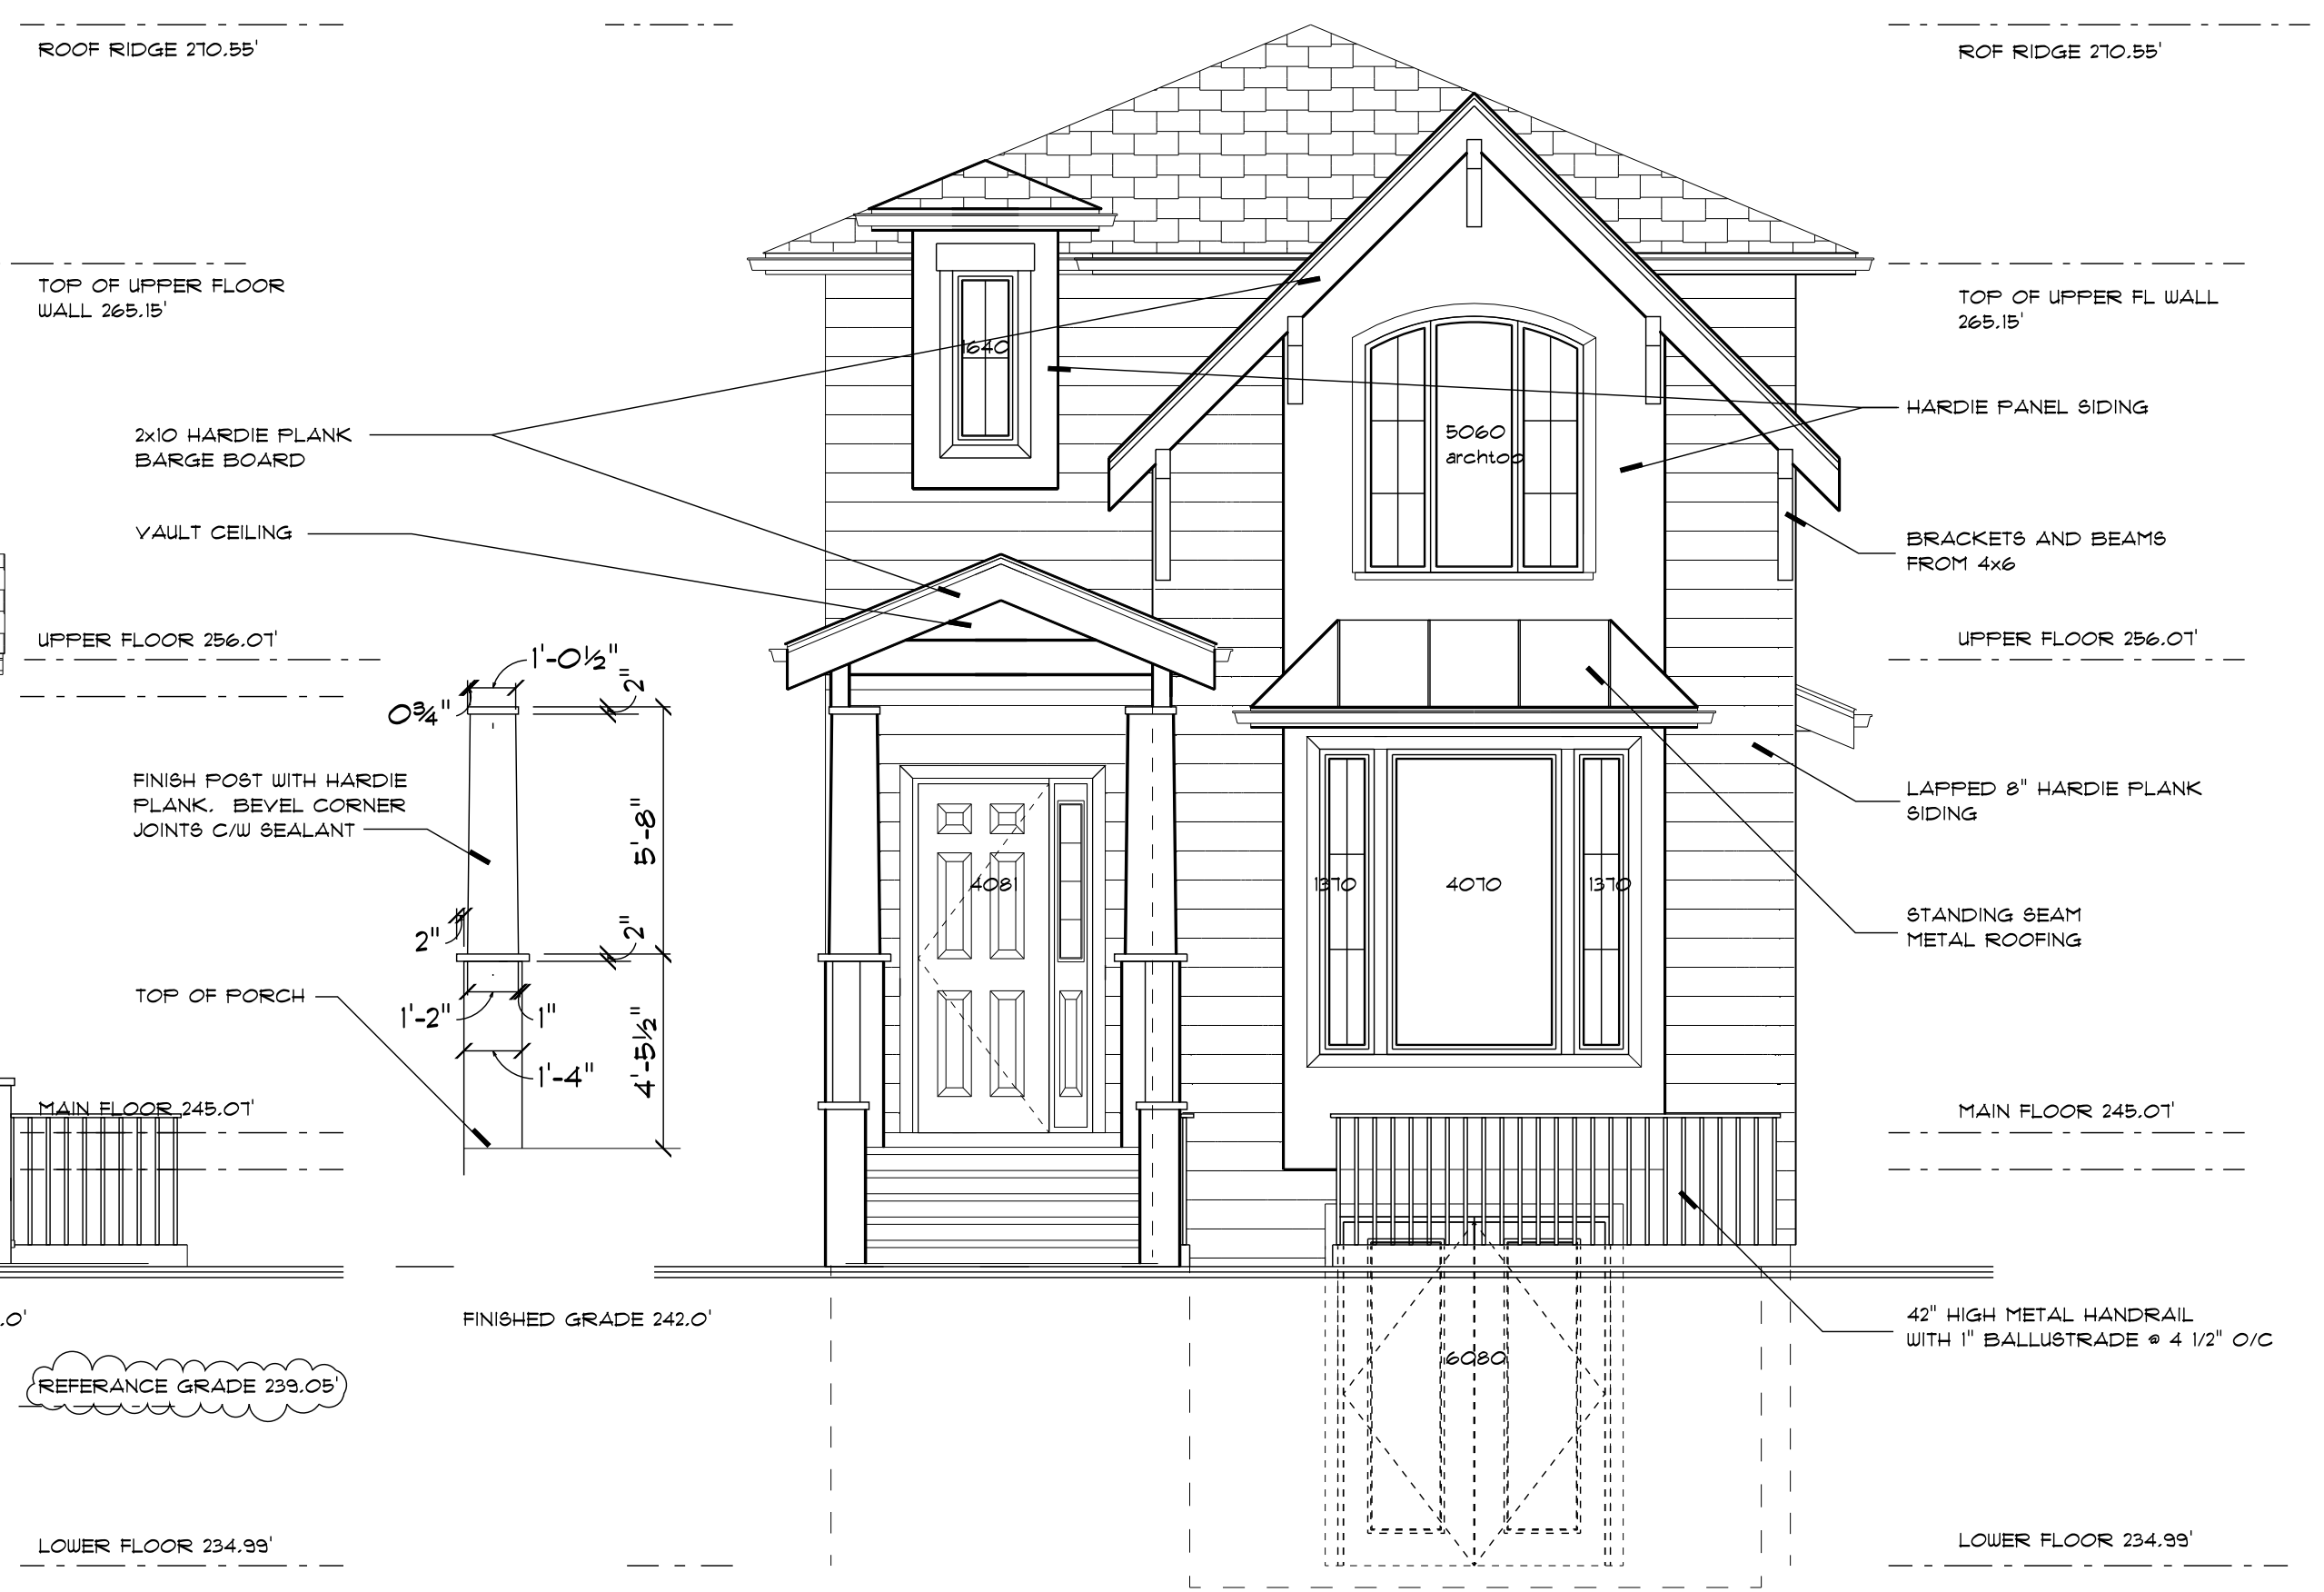 ROOF RIDGE 270.55'
ROF RIDGE 270.55'
TOP OF UPPER FLOOR
WALL 265.15'
TOP OF UPPER FL WALL
265.15'
1640
2x10 HARDIE PLANK
BARGE BOARD
HARDIE PANEL SIDING
5060
archtop
VAULT CEILING
BRACKETS AND BEAMS
FROM 4x6
UPPER FLOOR 256.07'
UPPER FLOOR 256.07'
1'-0½"
2"
0¾"
FINISH POST WITH HARDIE
PLANK. BEVEL CORNER
JOINTS C/W SEALANT
5'-8"
LAPPED 8" HARDIE PLANK
SIDING
4081
1370
4070
1370
2"
2"
STANDING SEAM
METAL ROOFING
TOP OF PORCH
1'-2"
1"
1'-4"
4'-5½"
MAIN FLOOR 245.07'
MAIN FLOOR 245.07'
.0'
FINISHED GRADE 242.0'
42" HIGH METAL HANDRAIL
WITH 1" BALLUSTRADE @ 4 1/2" O/C
6080
REFERANCE GRADE 239.05'
LOWER FLOOR 234.99'
LOWER FLOOR 234.99'